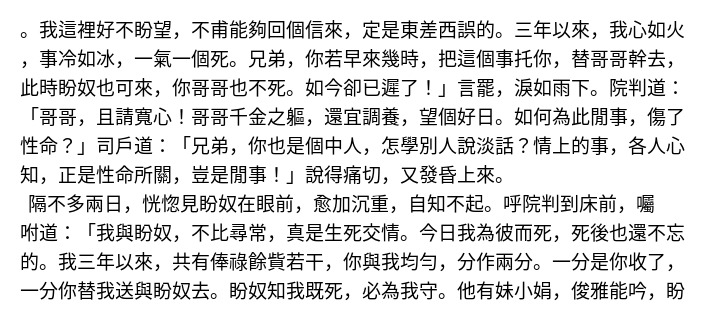 。我這裡好不盼望，不甫能夠回個信來，定是東差西誤的。三年以來，我心如火
，事冷如冰，一氣一個死。兄弟，你若早來幾時，把這個事托你，替哥哥幹去，
此時盼奴也可來，你哥哥也不死。如今卻已遲了！」言罷，淚如雨下。院判道：
「哥哥，且請寬心！哥哥千金之軀，還宜調養，望個好日。如何為此閒事，傷了
性命？」司戶道：「兄弟，你也是個中人，怎學別人說淡話？情上的事，各人心
知，正是性命所關，豈是閒事！」說得痛切，又發昏上來。
隔不多兩日，恍惚見盼奴在眼前，愈加沉重，自知不起。呼院判到床前，囑
咐道：「我與盼奴，不比尋常，真是生死交情。今日我為彼而死，死後也還不忘
的。我三年以來，共有俸祿餘貲若干，你與我均勻，分作兩分。一分是你收了，
一分你替我送與盼奴去。盼奴知我既死，必為我守。他有妹小娟，俊雅能吟，盼